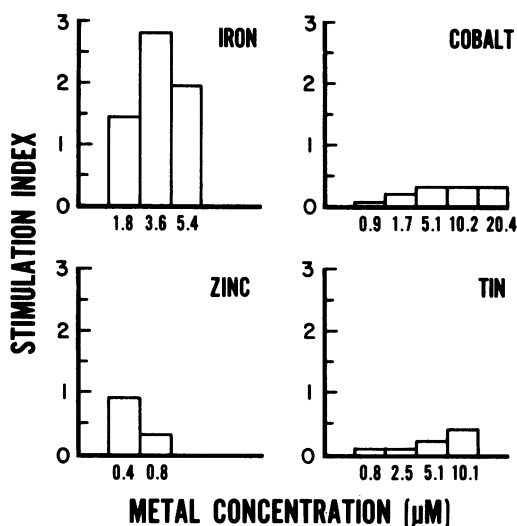 STIMULATION INDEX
IRON
3
2
1
0
1.8 3.6 5.4
COBALT
3
2
1
0
0.9 1.7 5.1 10.2 20.4
ZINC
3
2
1
0
0.4 0.8
TIN
3
2
1
0
0.8 2.5 5.1 10.1
METAL CONCENTRATION (μM)